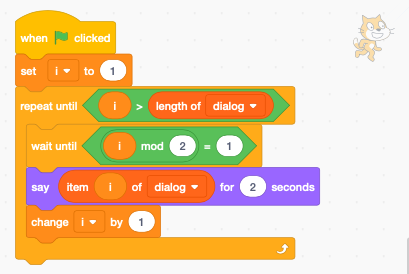 when clicked
set i to 1
repeat until i > length of dialog
wait until i mod 2 = 1
say item i of dialog for 2 seconds
change i by 1